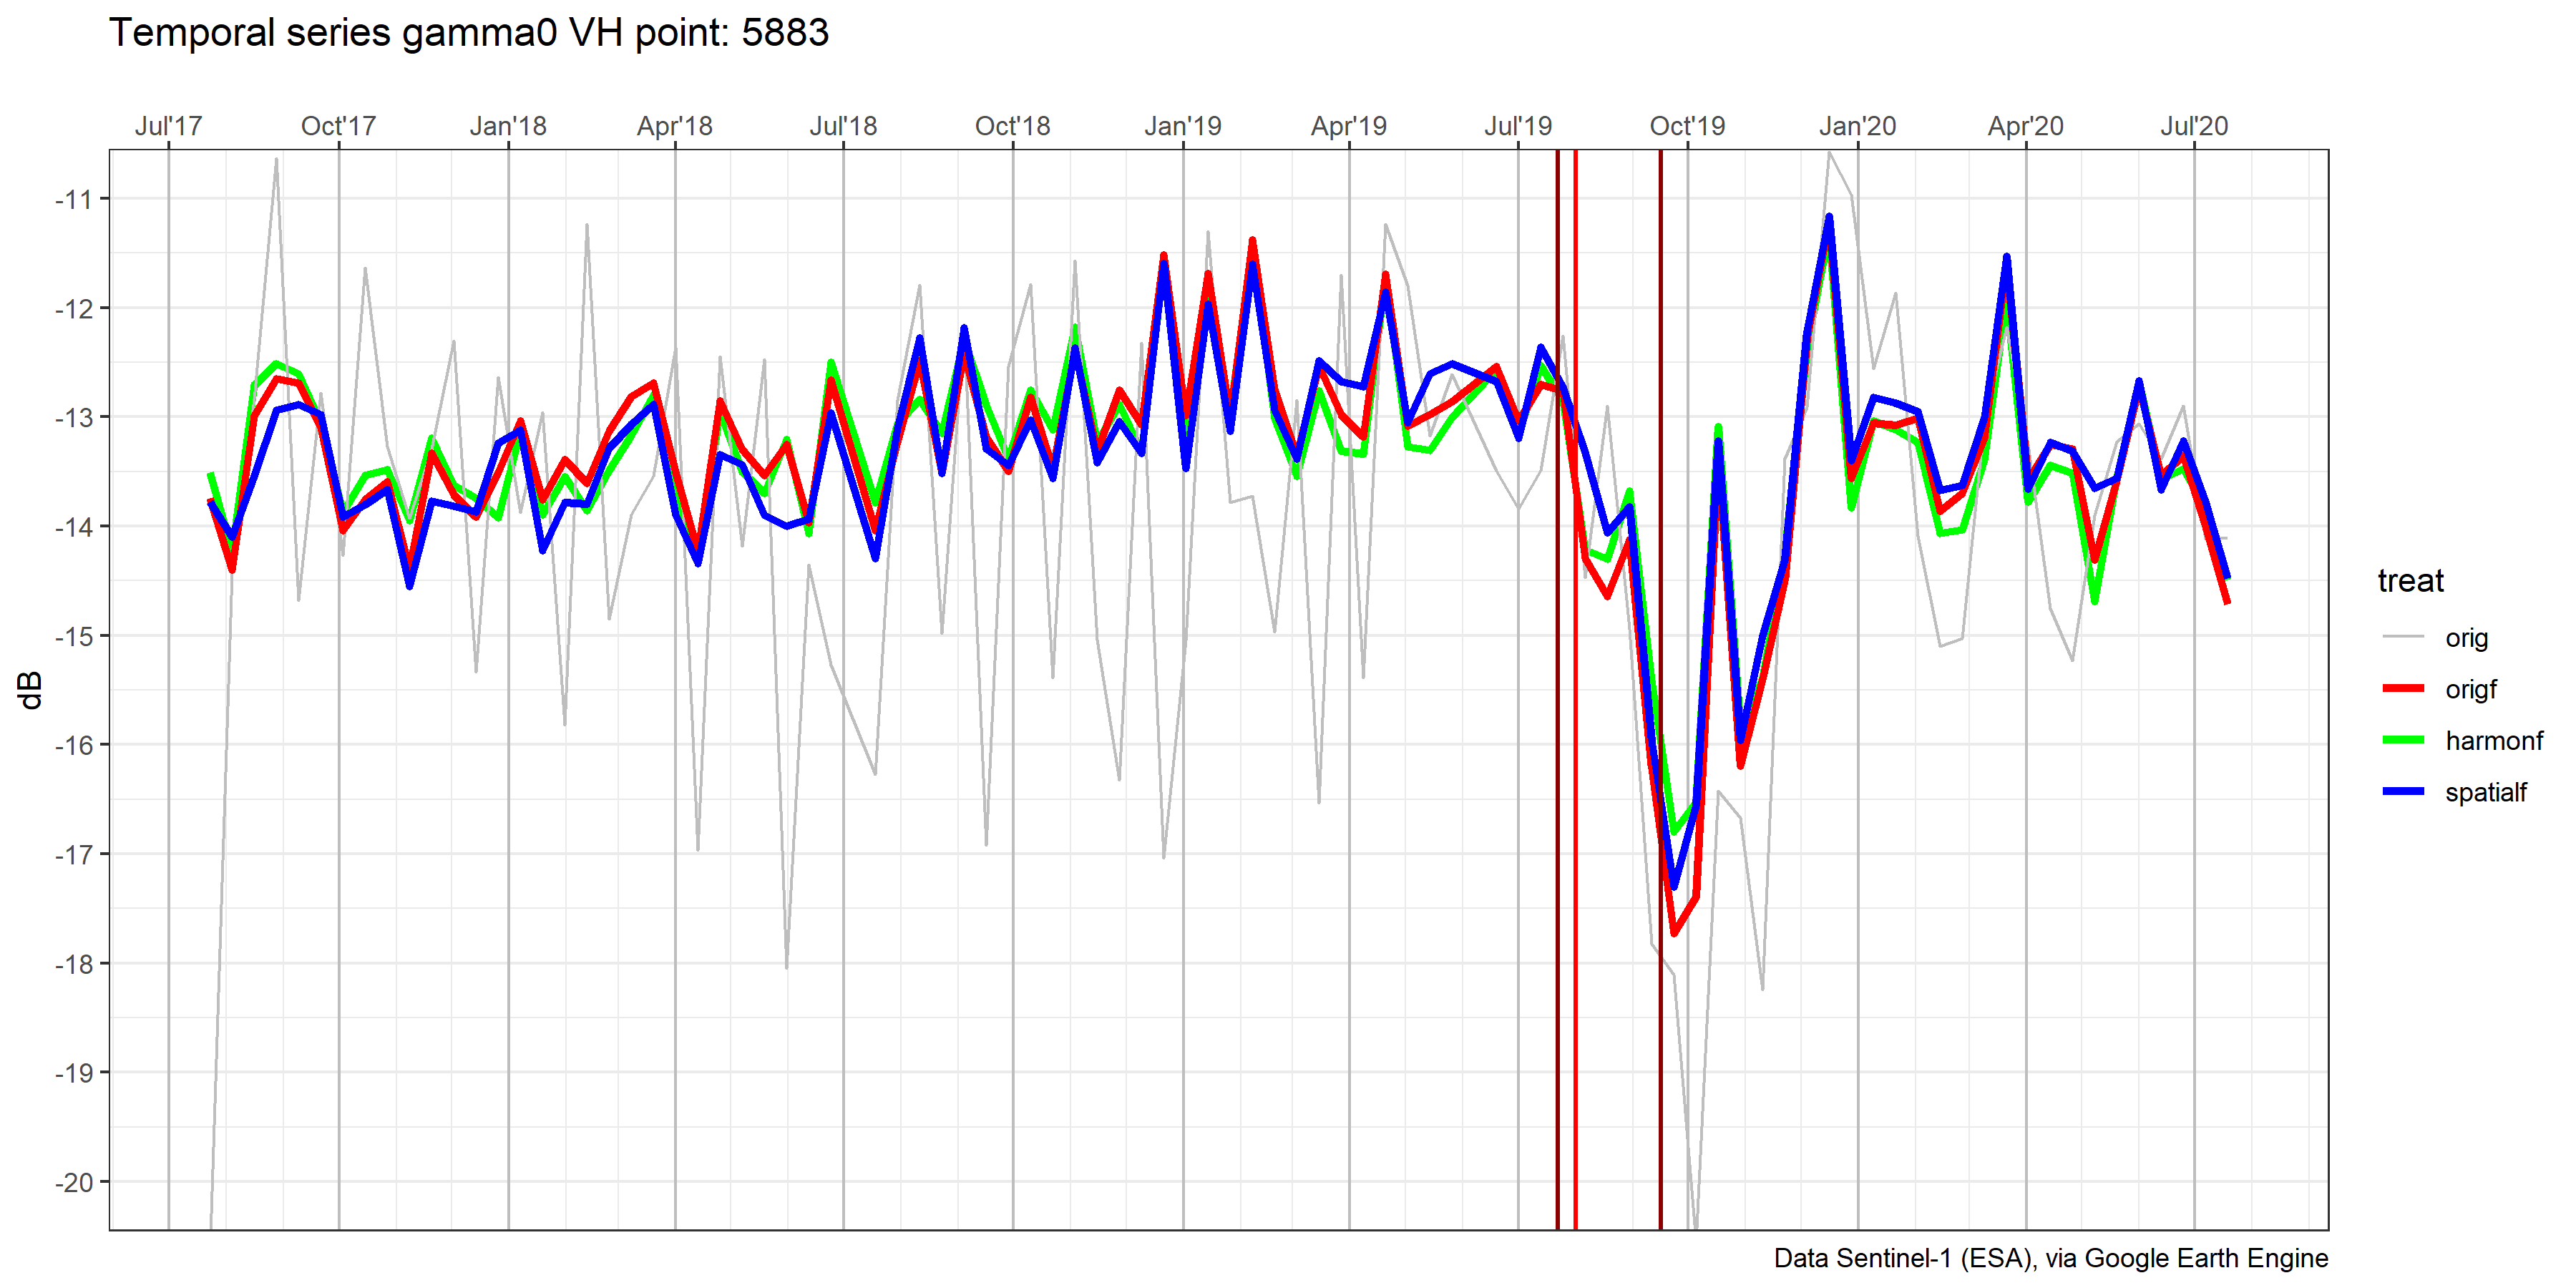 Temporal series gamma0 VH point: 5883
Jul'17 Oct'17 Jan'18 Apr'18 Jul'18 Oct'18 Jan'19 Apr'19 Jul'19 Oct'19 Jan'20 Apr'20 Jul'20
-11
-12
-13
-14
-15
-16
-17
-18
-19
-20
dB
treat
orig
origf
harmonf
spatialf
Data Sentinel-1 (ESA), via Google Earth Engine